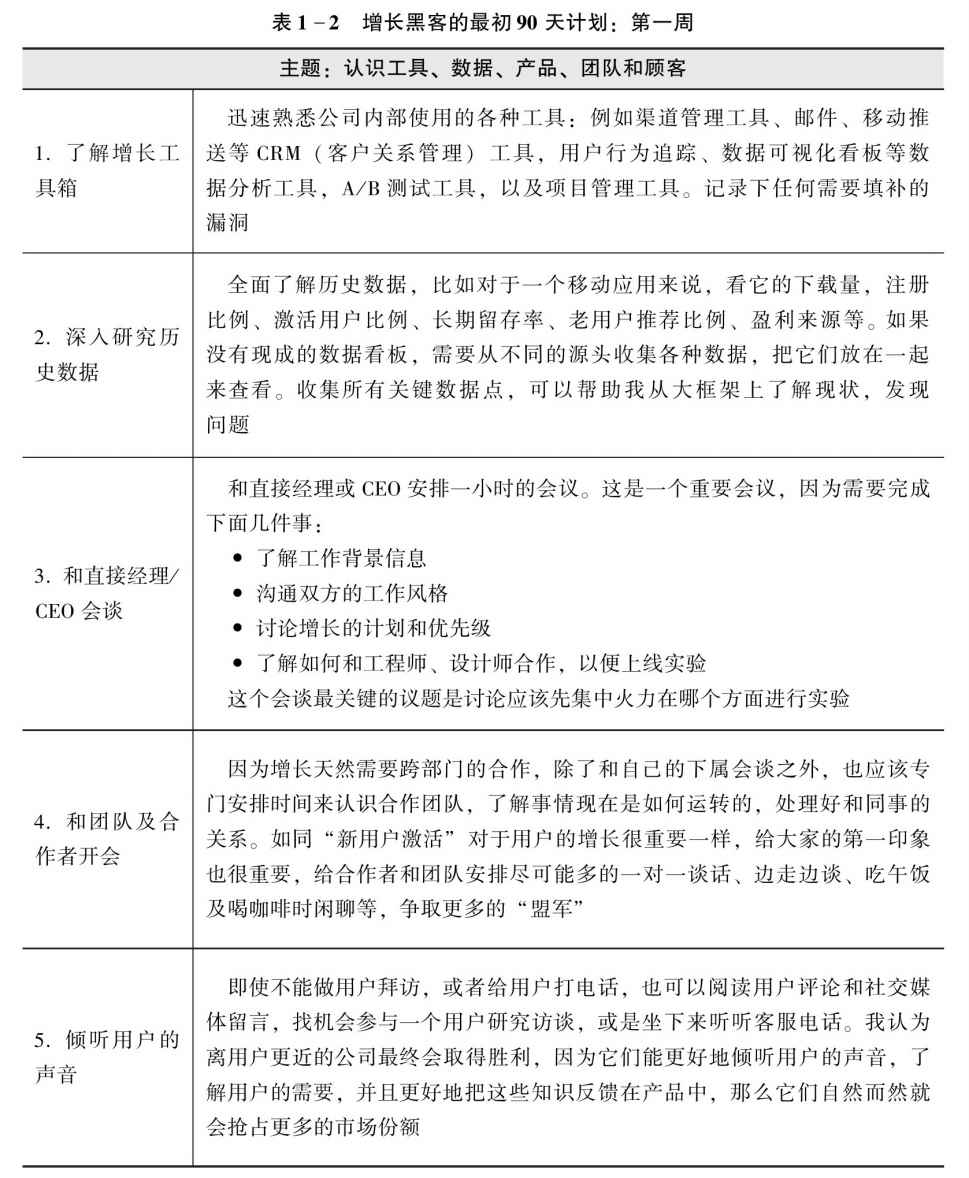 表 1-2 增长黑客的最初 90 天计划：第一周
主题：认识工具、数据、产品、团队和顾客
1. 了解增长工
具箱
迅速熟悉公司内部使用的各种工具：例如渠道管理工具、邮件、移动推
送等 CRM（客户关系管理）工具，用户行为追踪、数据可视化看板等数
据分析工具，A/B 测试工具，以及项目管理工具。记录下任何需要填补的
漏洞
2. 深入研究历
史数据
全面了解历史数据，比如对于一个移动应用来说，看它的下载量，注册
比例、激活用户比例、长期留存率、老用户推荐比例、盈利来源等。如果
没有现成的数据看板，需要从不同的源头收集各种数据，把它们放在一起
来查看。收集所有关键数据点，可以帮助我从大框架上了解现状，发现
问题
3. 和直接经理/
CEO 会谈
和直接经理或 CEO 安排一小时的会议。这是一个重要会议，因为需要完成
下面几件事：
● 了解工作背景信息
● 沟通双方的工作风格
● 讨论增长的计划和优先级
● 了解如何和工程师、设计师合作，以便上线实验
这个会谈最关键的议题是讨论应该先集中火力在哪个方面进行实验
4. 和团队及合
作者开会
因为增长天然需要跨部门的合作，除了和自己的下属会谈之外，也应该专
门安排时间来认识合作团队，了解事情现在是如何运转的，处理好和同事的
关系。如同“新用户激活”对于用户的增长很重要一样，给大家的第一印象
也很重要，给合作者和团队安排尽可能多的一对一谈话、边走边谈、吃午饭
及喝咖啡时闲聊等，争取更多的“盟军”
5. 倾听用户的
声音
即使不能做用户拜访，或者给用户打电话，也可以阅读用户评论和社交媒
体留言，找机会参与一个用户研究访谈，或是坐下来听听客服电话。我认为
离用户更近的公司最终会取得胜利，因为它们能更好地倾听用户的声音，了
解用户的需要，并且更好地把这些知识反馈在产品中，那么它们自然而然就
会抢占更多的市场份额